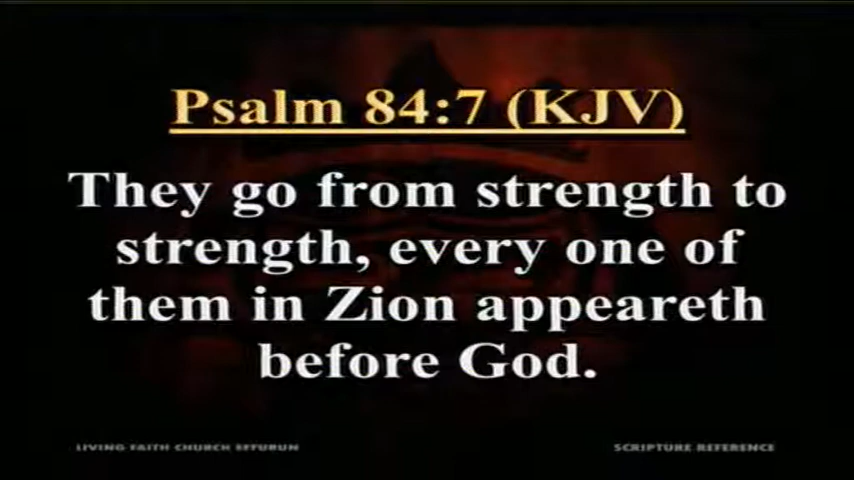 Psalm 84:7 (KJV)
They go from strength to
strength, every one of
them in Zion appeareth
before God.
LIVING FAITH CHURCH EFFURUN
SCRIPTURE REFERENCE